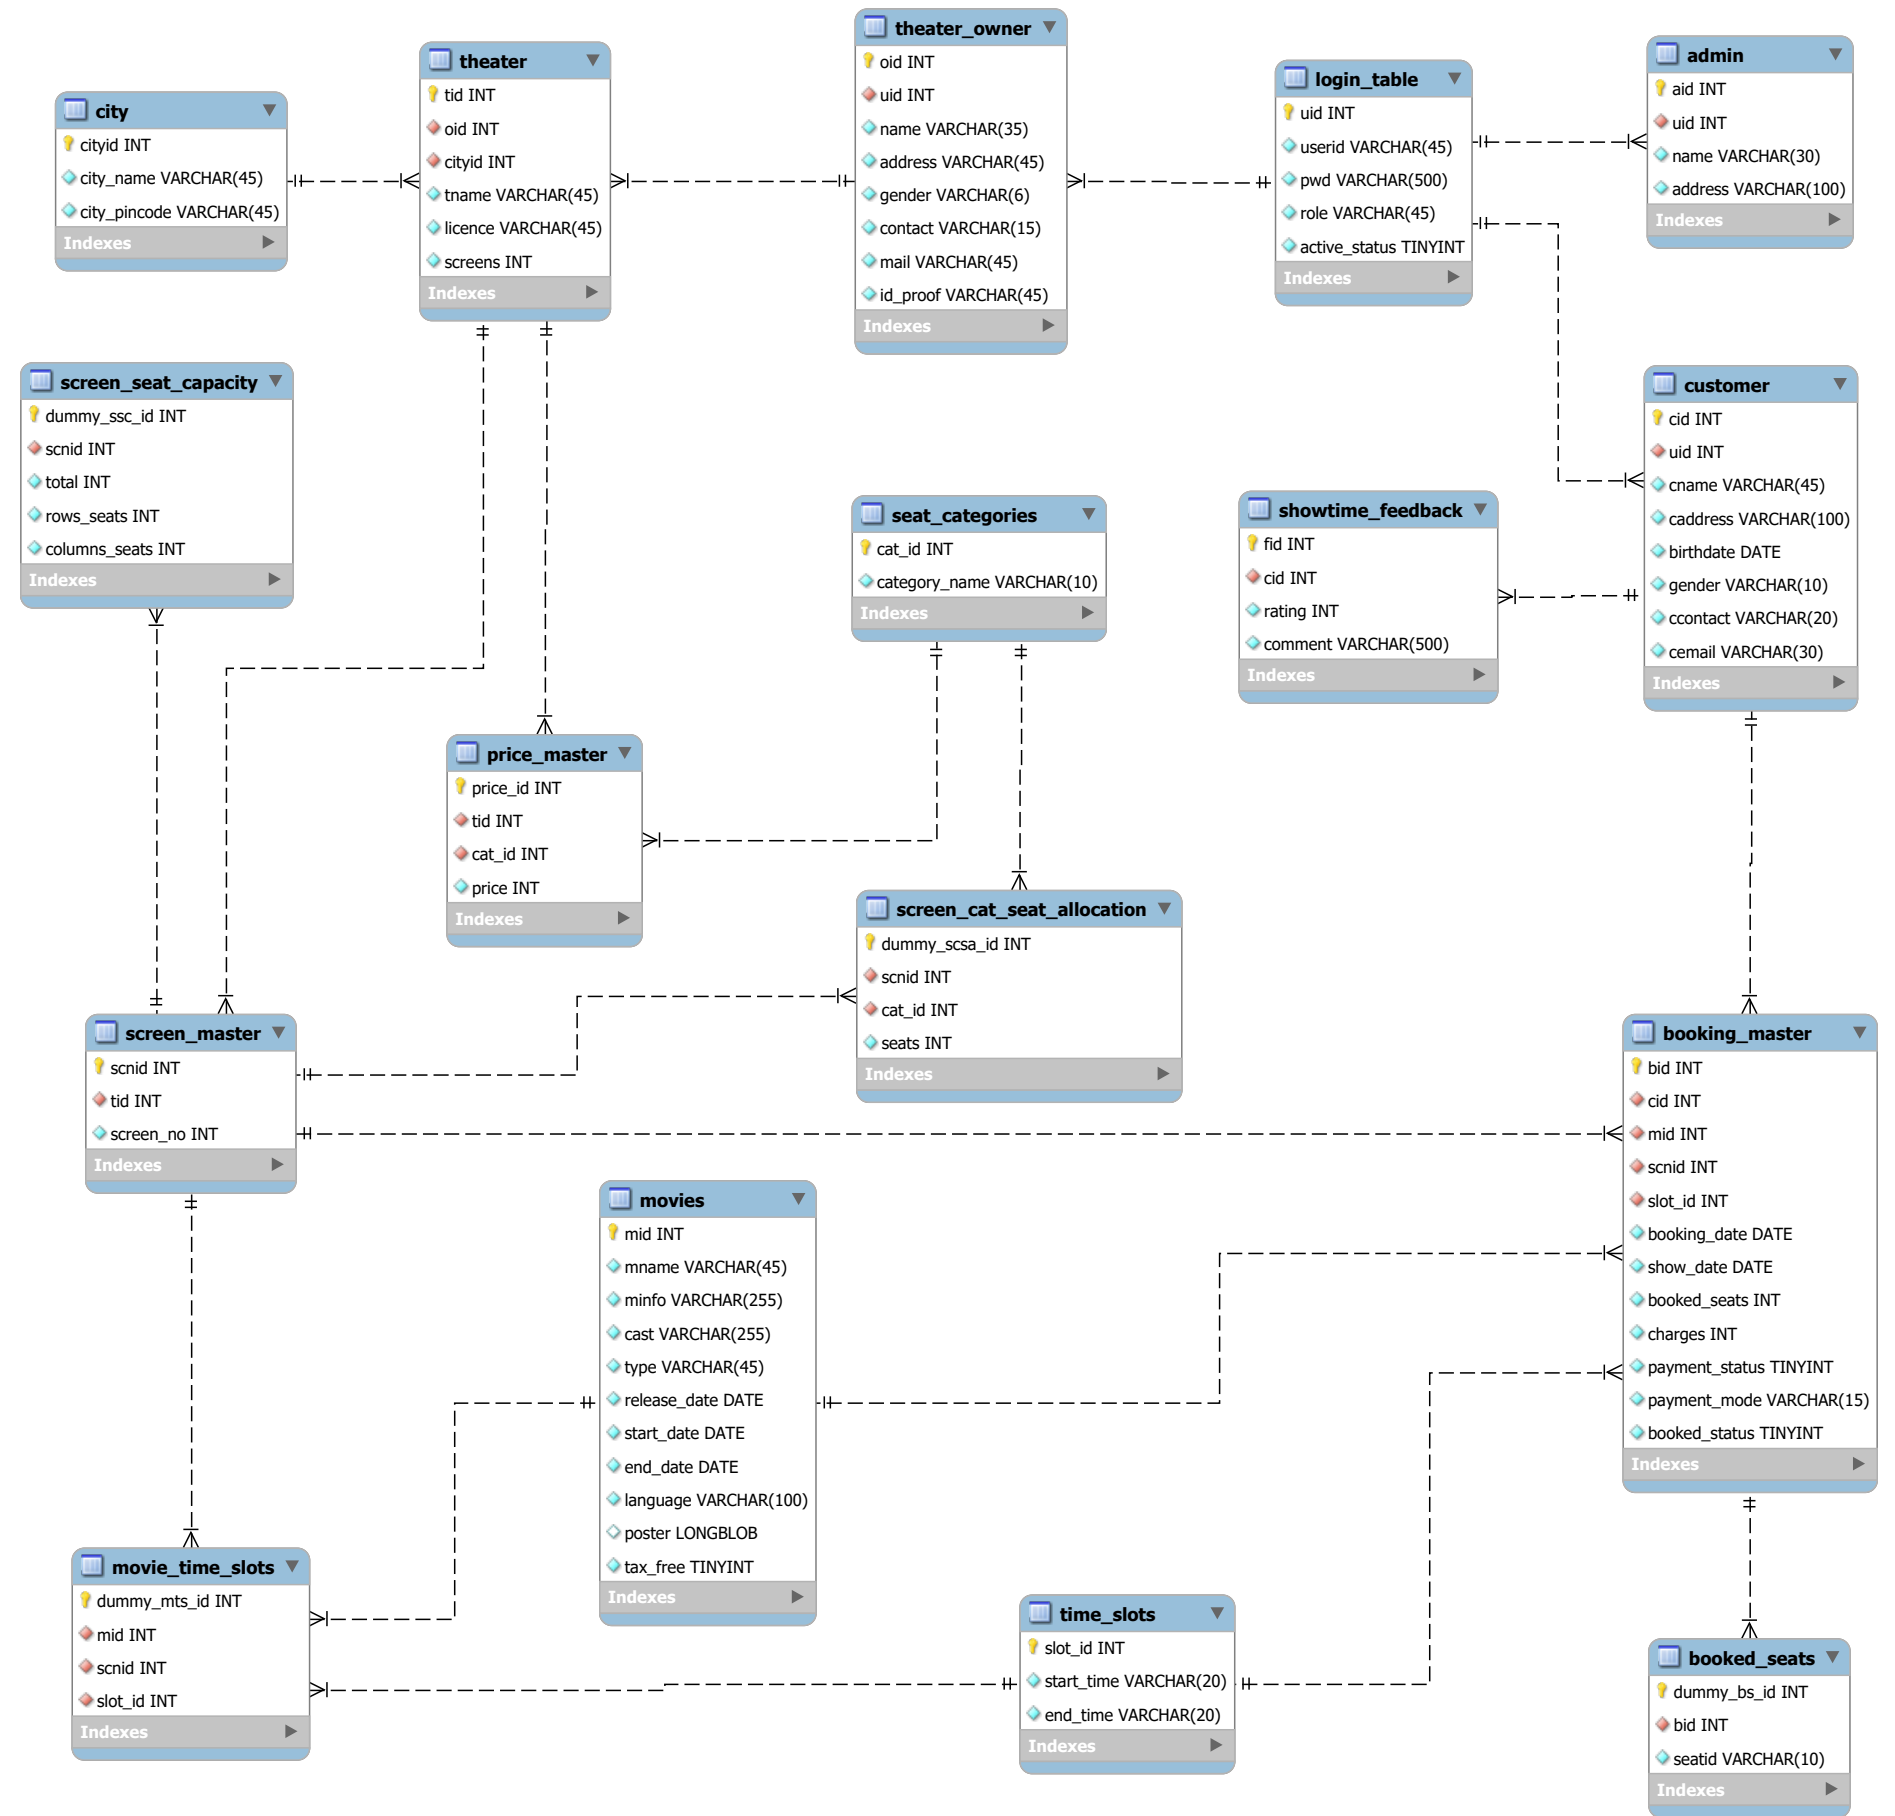 theater_owner
oid INT
uid INT
name VARCHAR(35)
address VARCHAR(45)
gender VARCHAR(6)
contact VARCHAR(15)
mail VARCHAR(45)
id_proof VARCHAR(45)
Indexes
theater
tid INT
oid INT
cityid INT
tname VARCHAR(45)
licence VARCHAR(45)
screens INT
Indexes
city
cityid INT
city_name VARCHAR(45)
city_pincode VARCHAR(45)
Indexes
login_table
uid INT
userid VARCHAR(45)
pwd VARCHAR(500)
role VARCHAR(45)
active_status TINYINT
Indexes
admin
aid INT
uid INT
name VARCHAR(30)
address VARCHAR(100)
Indexes
screen_seat_capacity
dummy_ssc_id INT
scnid INT
total INT
rows_seats INT
columns_seats INT
Indexes
customer
cid INT
uid INT
cname VARCHAR(45)
caddress VARCHAR(100)
birthdate DATE
gender VARCHAR(10)
ccontact VARCHAR(20)
cemail VARCHAR(30)
Indexes
seat_categories
cat_id INT
category_name VARCHAR(10)
Indexes
showtime_feedback
fid INT
cid INT
rating INT
comment VARCHAR(500)
Indexes
price_master
price_id INT
tid INT
cat_id INT
price INT
Indexes
screen_cat_seat_allocation
dummy_scsa_id INT
scnid INT
cat_id INT
seats INT
Indexes
screen_master
scnid INT
tid INT
screen_no INT
Indexes
booking_master
bid INT
cid INT
mid INT
scnid INT
slot_id INT
booking_date DATE
show_date DATE
booked_seats INT
charges INT
payment_status TINYINT
payment_mode VARCHAR(15)
booked_status TINYINT
Indexes
movies
mid INT
mname VARCHAR(45)
minfo VARCHAR(255)
cast VARCHAR(255)
type VARCHAR(45)
release_date DATE
start_date DATE
end_date DATE
language VARCHAR(100)
poster LONGBLOB
tax_free TINYINT
Indexes
movie_time_slots
dummy_mts_id INT
mid INT
scnid INT
slot_id INT
Indexes
time_slots
slot_id INT
start_time VARCHAR(20)
end_time VARCHAR(20)
Indexes
booked_seats
dummy_bs_id INT
bid INT
seatid VARCHAR(10)
Indexes